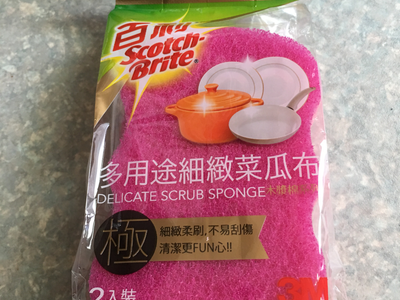 百利
Scotch-
Brite
多用途細緻菜瓜布
DELICATE SCRUB SPONGE
極
細緻柔刷，不易刮傷
清潔更FUN心!!
2入裝
3M